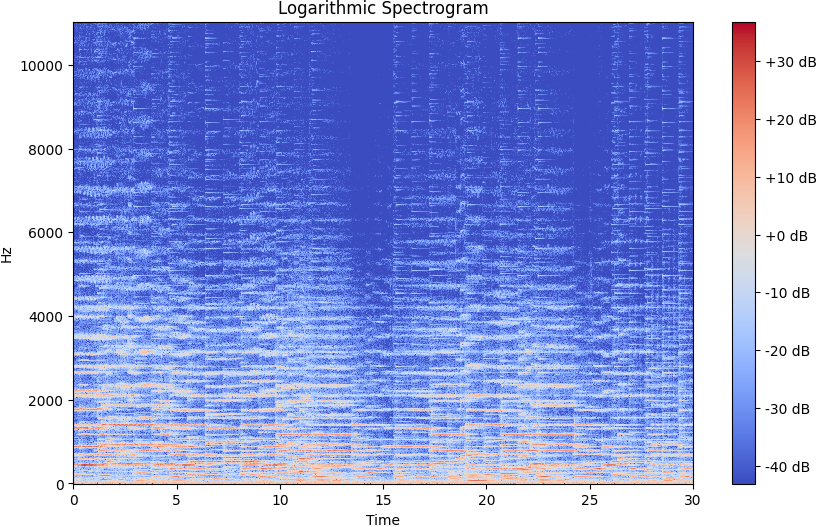 Logarithmic Spectrogram
Hz
10000
8000
6000
4000
2000
0
0 5 10 15 20 25 30
Time
+30 dB
+20 dB
+10 dB
+0 dB
-10 dB
-20 dB
-30 dB
-40 dB